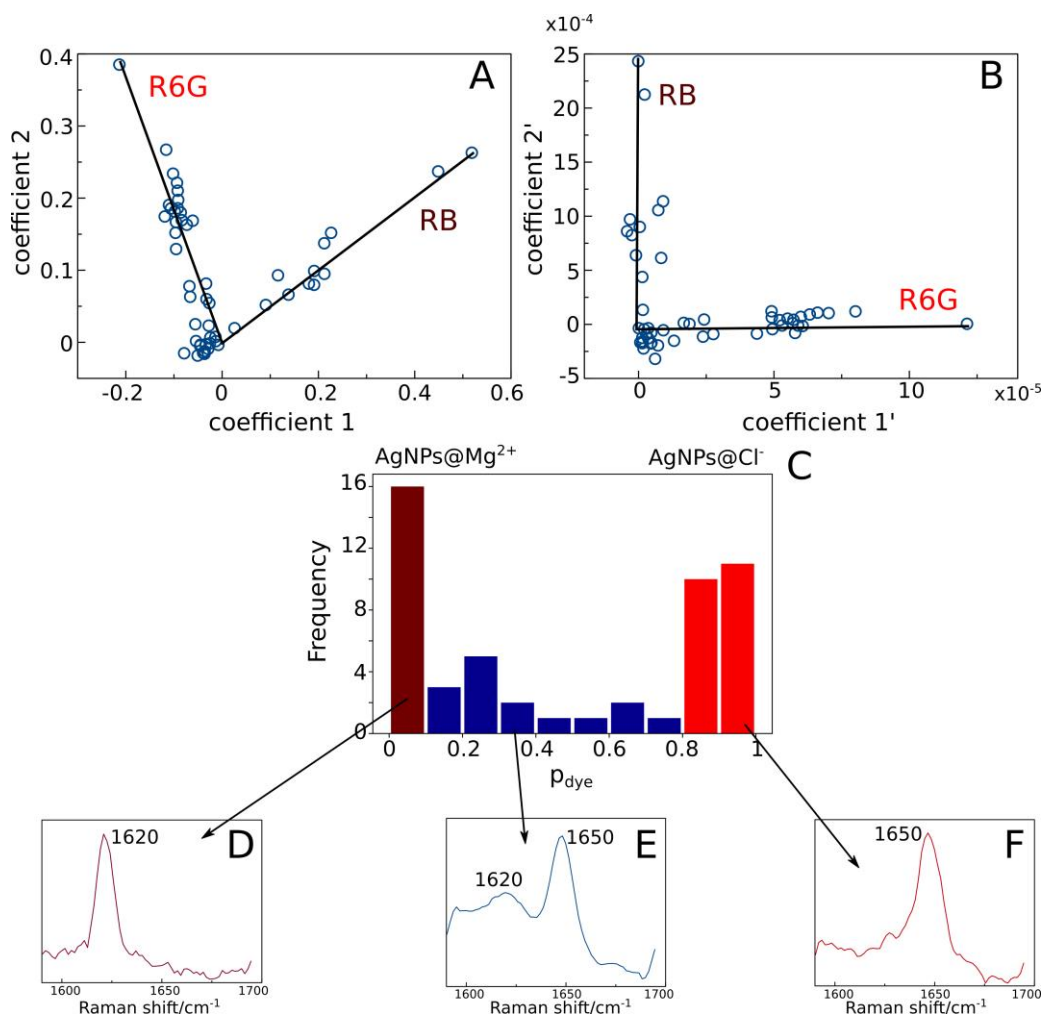 A
0.4
0.3
0.2
0.1
0
-0.2
0
0.2
0.4
0.6
coefficient 1
coefficient 2
R6G
RB
x10-4
B
25
20
15
10
5
0
-5
0
5
10
x10-5
coefficient 1'
coefficient 2'
RB
R6G
AgNPs@Mg2+
AgNPs@Cl-
C
16
12
8
4
0
Frequency
0
0.2
0.4
0.6
0.8
1
pdye
1620
D
1600
1650
1700
Raman shift/cm-1
1620
1650
E
1600
1650
1700
Raman shift/cm-1
1650
F
1600
1650
1700
Raman shift/cm-1